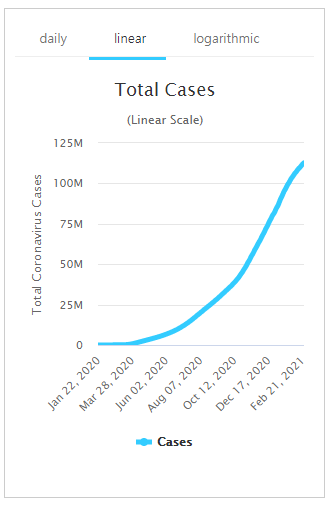 daily linear logarithmic
Total Cases
(Linear Scale)
Total Coronavirus Cases
125M
100M
75M
50M
25M
0
Jan 22, 2020
Mar 28, 2020
Jun 02, 2020
Aug 07, 2020
Oct 12, 2020
Dec 17, 2020
Feb 21, 2021
Cases